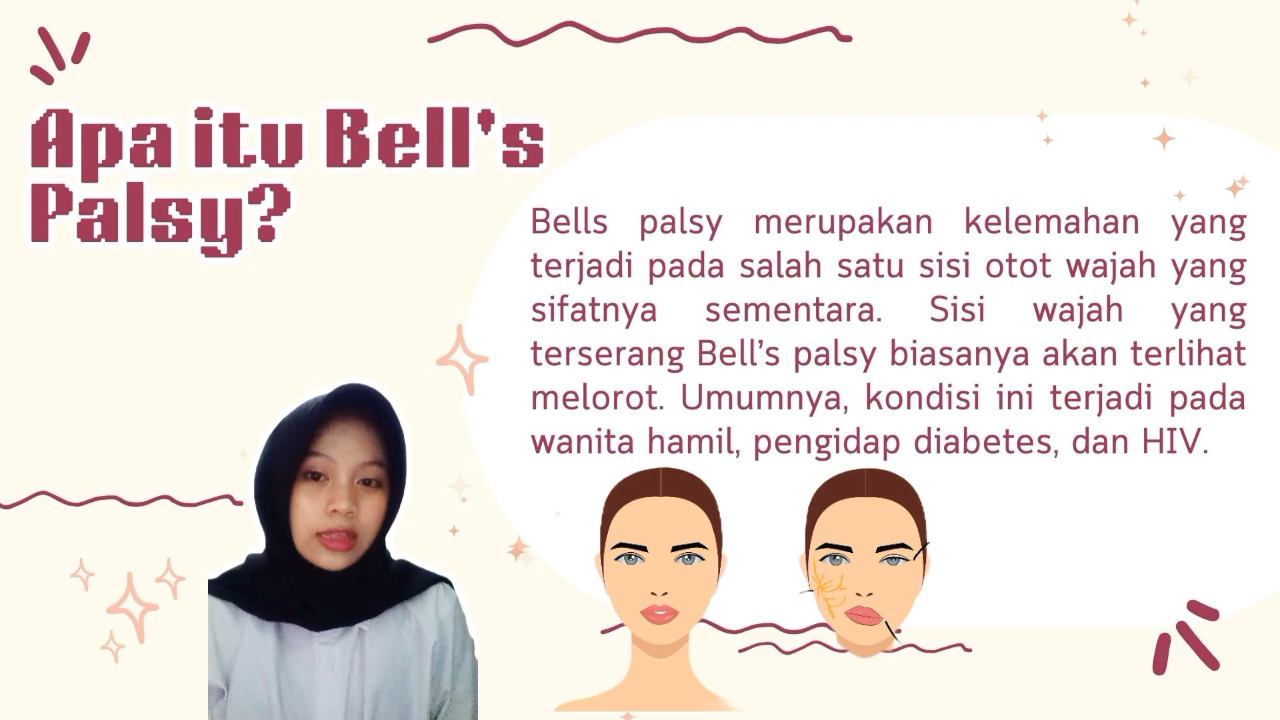 Apa itu Bell's
Palsy?
Bells palsy merupakan kelemahan yang
terjadi pada salah satu sisi otot wajah yang
sifatnya sementara. Sisi wajah yang
terserang Bell’s palsy biasanya akan terlihat
melorot. Umumnya, kondisi ini terjadi pada
wanita hamil, pengidap diabetes, dan HIV.